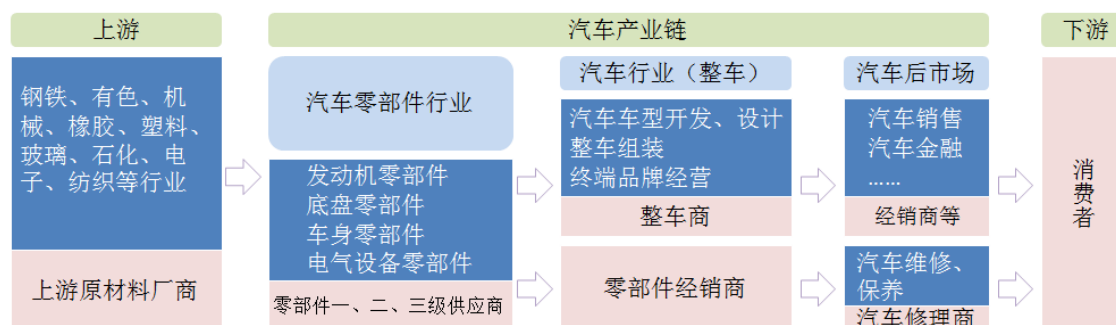 上游
汽车产业链
下游
钢铁、有色、机
械、橡胶、塑料、
玻璃、石化、电
子、纺织等行业
上游原材料厂商
汽车零部件行业
发动机零部件
底盘零部件
车身零部件
电气设备零部件
零部件一、二、三级供应商
汽车行业（整车）
汽车车型开发、设计
整车组装
终端品牌经营
整车商
零部件经销商
汽车后市场
汽车销售
汽车金融
……
经销商等
汽车维修、
保养
汽车修理商
消
费
者